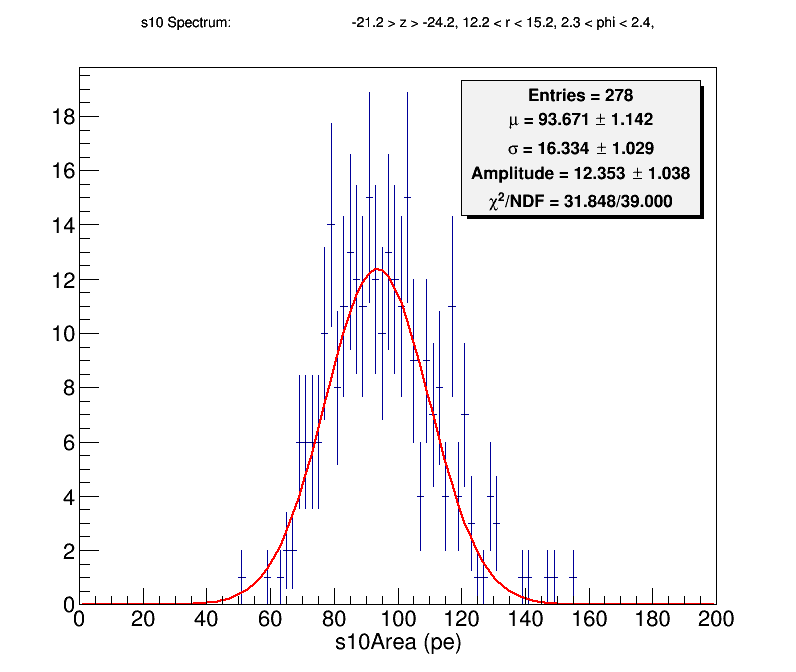 s10 Spectrum: -21.2 > z > -24.2, 12.2 < r < 15.2, 2.3 < phi < 2.4,
Entries = 278
μ = 93.671 ± 1.142
σ = 16.334 ± 1.029
Amplitude = 12.353 ± 1.038
χ²/NDF = 31.848/39.000
18
16
14
12
10
8
6
4
2
0
0 20 40 60 80 100 120 140 160 180 200
s10Area (pe)